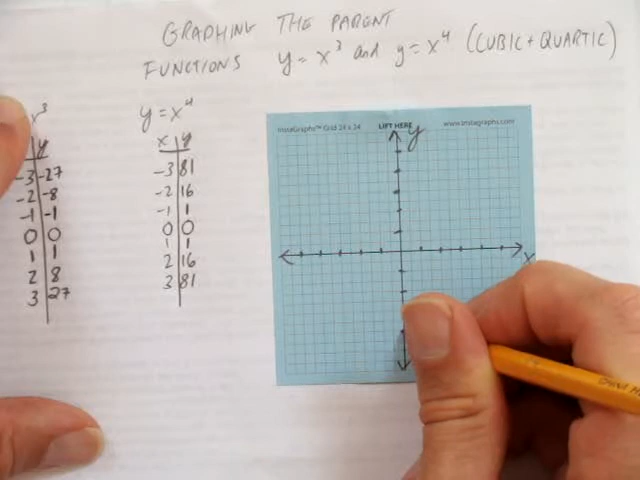 GRAPHING THE PARENT
FUNCTIONS y = x³ and y = x⁴ (CUBIC + QUARTIC)
x³
y
-3 -27
-2 -8
-1 -1
0 0
1 1
2 8
3 27
y = x⁴
x y
-3 81
-2 16
-1 1
0 0
1 1
2 16
3 81
InstaGraphs™ Grid 24 x 24 LIFT HERE www.instagraphs.com
y
x